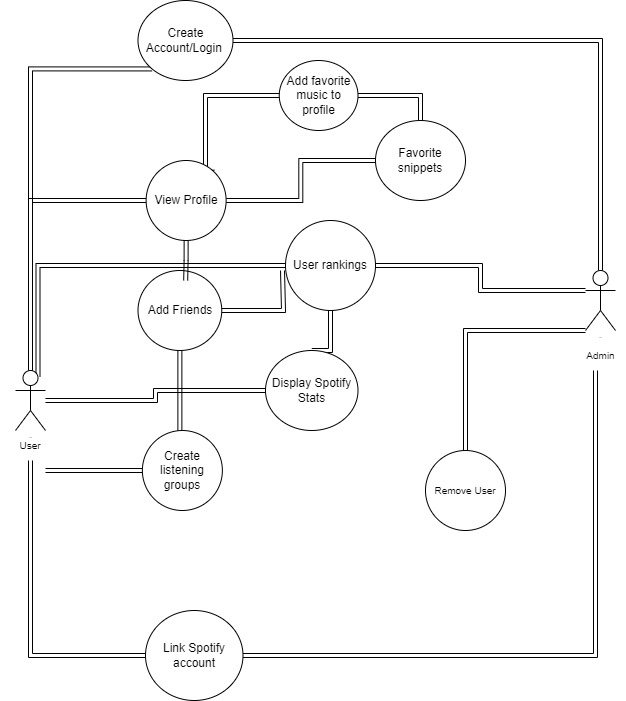 Create
Account/Login
Add favorite
music to
profile
Favorite
snippets
View Profile
User rankings
Add Friends
Admin
Display Spotify
Stats
User
Create
listening
groups
Remove User
Link Spotify
account